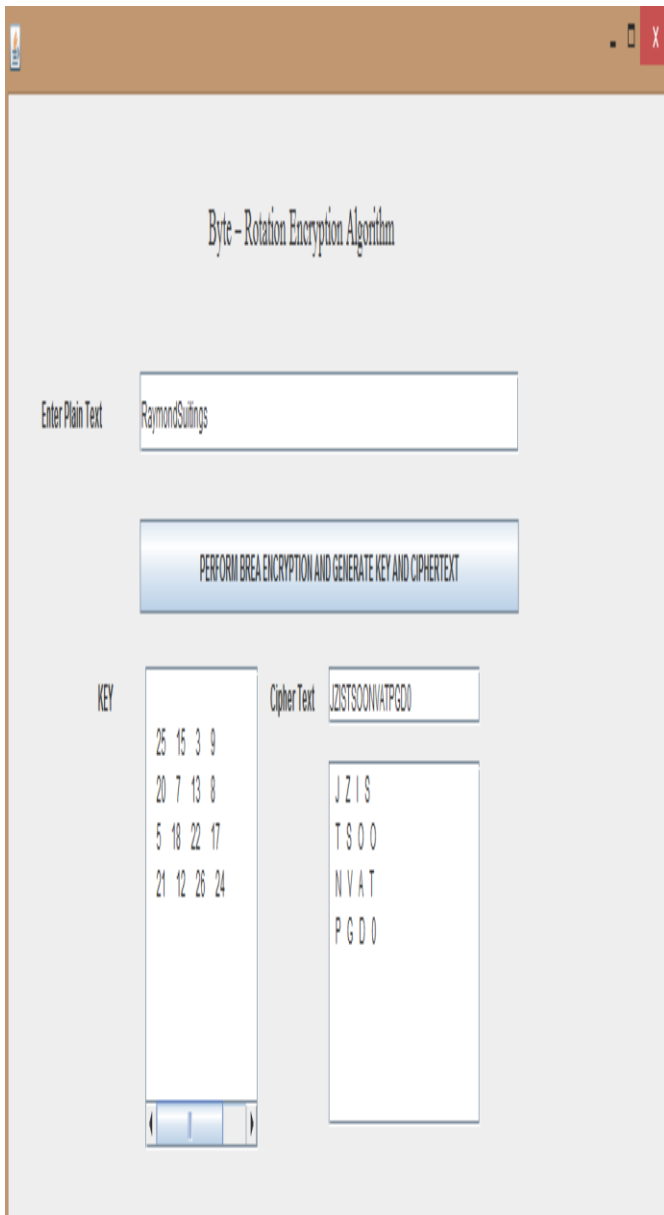 X
Byte – Rotation Encryption Algorithm
Enter Plain Text
RaymondSuitings
PERFORM BREA ENCRYPTION AND GENERATE KEY AND CIPHERTEXT
KEY
25 15 3 9
20 7 13 8
5 18 22 17
21 12 26 24
Cipher Text
JZISTSOONVATPGD0
J Z I S
T S O O
N V A T
P G D 0